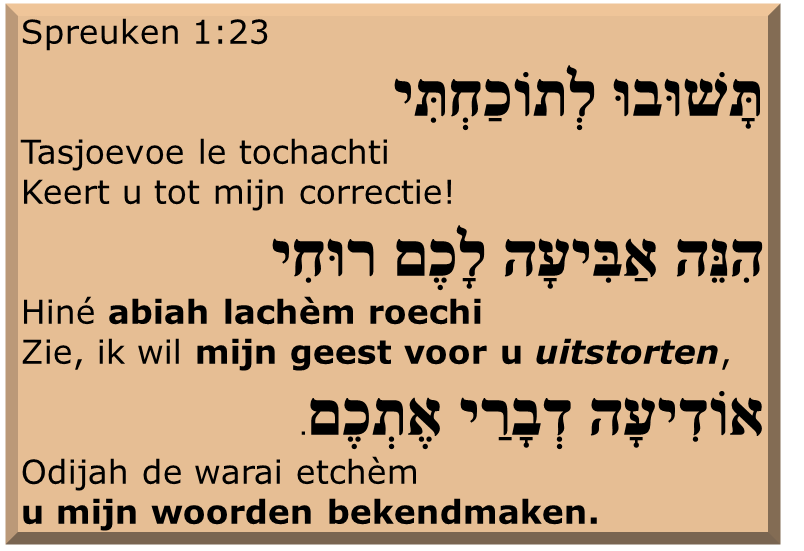 Spreuken 1:23
תָּשׁוּבוּ לְתוֹכַחְתִּי
Tasjoevoe le tochachti
Keert u tot mijn correctie!
הִנֵּה אַבִּיעָה לָכֶם רוּחִי
Hiné abiah lachèm roechi
Zie, ik wil mijn geest voor u uitstorten,
אוֹדִיעָה דְבָרַי אֶתְכֶם.
Odijah de warai etchèm
u mijn woorden bekendmaken.